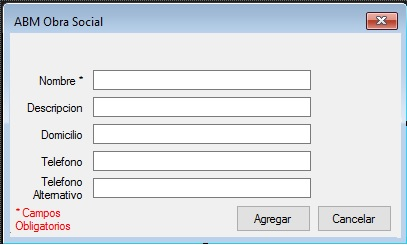 ABM Obra Social
Nombre *
Descripcion
Domicilio
Telefono
Telefono
Alternativo
* Campos
Obligatorios
Agregar
Cancelar